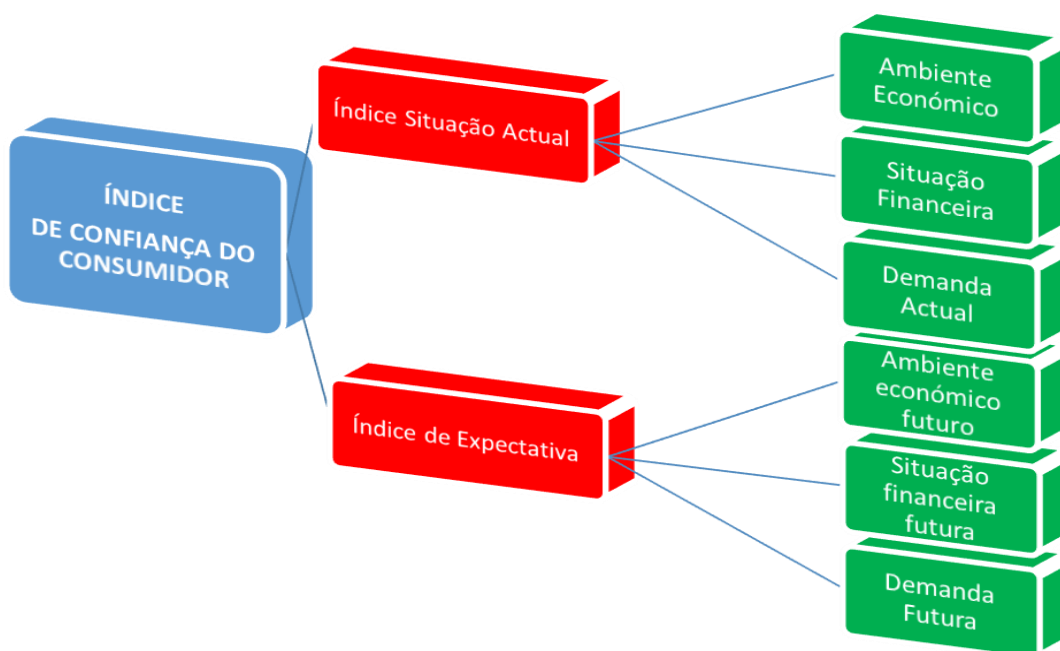 ÍNDICE
DE CONFIANÇA DO
CONSUMIDOR
Índice Situação Actual
Índice de Expectativa
Ambiente
Económico
Situação
Financeira
Demanda
Actual
Ambiente
económico
futuro
Situação
financeira
futura
Demanda
Futura